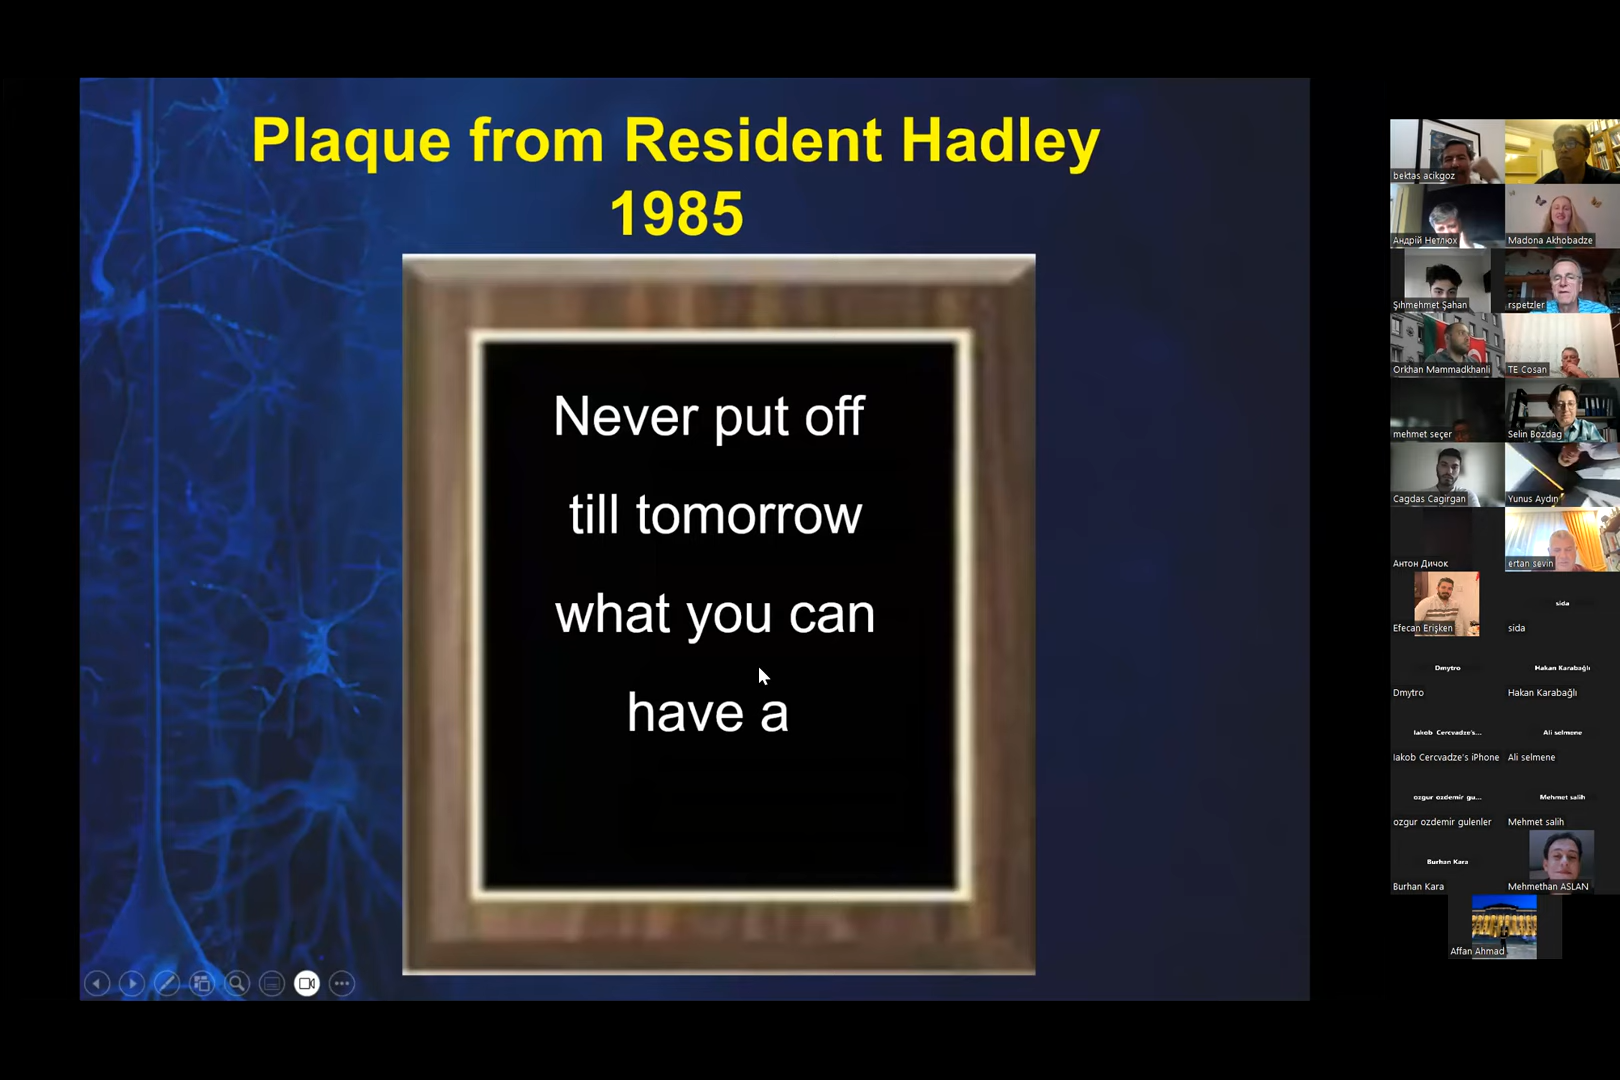 Plaque from Resident Hadley
1985
Never put off
till tomorrow
what you can
have a
bektas acikgoz
Андрій Нетлюх
Madona Akhobadze
Şıhmehmet Şahan
rspetzler
Orkhan Mammadkhanli
TE Cosan
mehmet seçer
Selin Bozdag
Cagdas Cagirgan
Yunus Aydın
Антон Дичок
ertan sevin
Efecan Erişken
sida
sida
Dmytro
Dmytro
Hakan Karabağlı
Hakan Karabağlı
Iakob Cercvadze's...
Iakob Cercvadze's iPhone
Ali selmene
Ali selmene
ozgur ozdemir gu...
ozgur ozdemir gulenler
Mehmet salih
Mehmet salih
Burhan Kara
Burhan Kara
Mehmethan ASLAN
Affan Ahmad